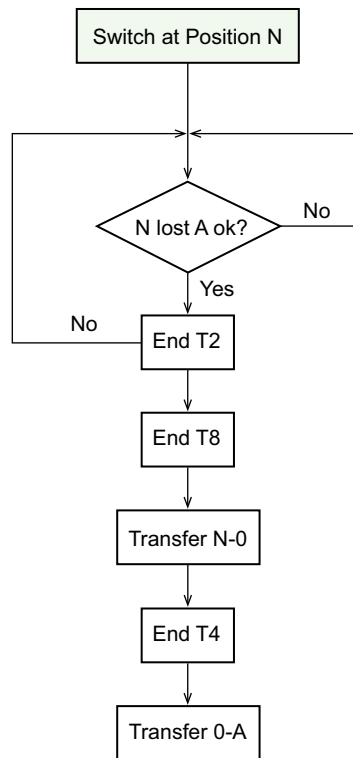 Switch at Position N
N lost A ok?
No
Yes
No
End T2
End T8
Transfer N-0
End T4
Transfer 0-A